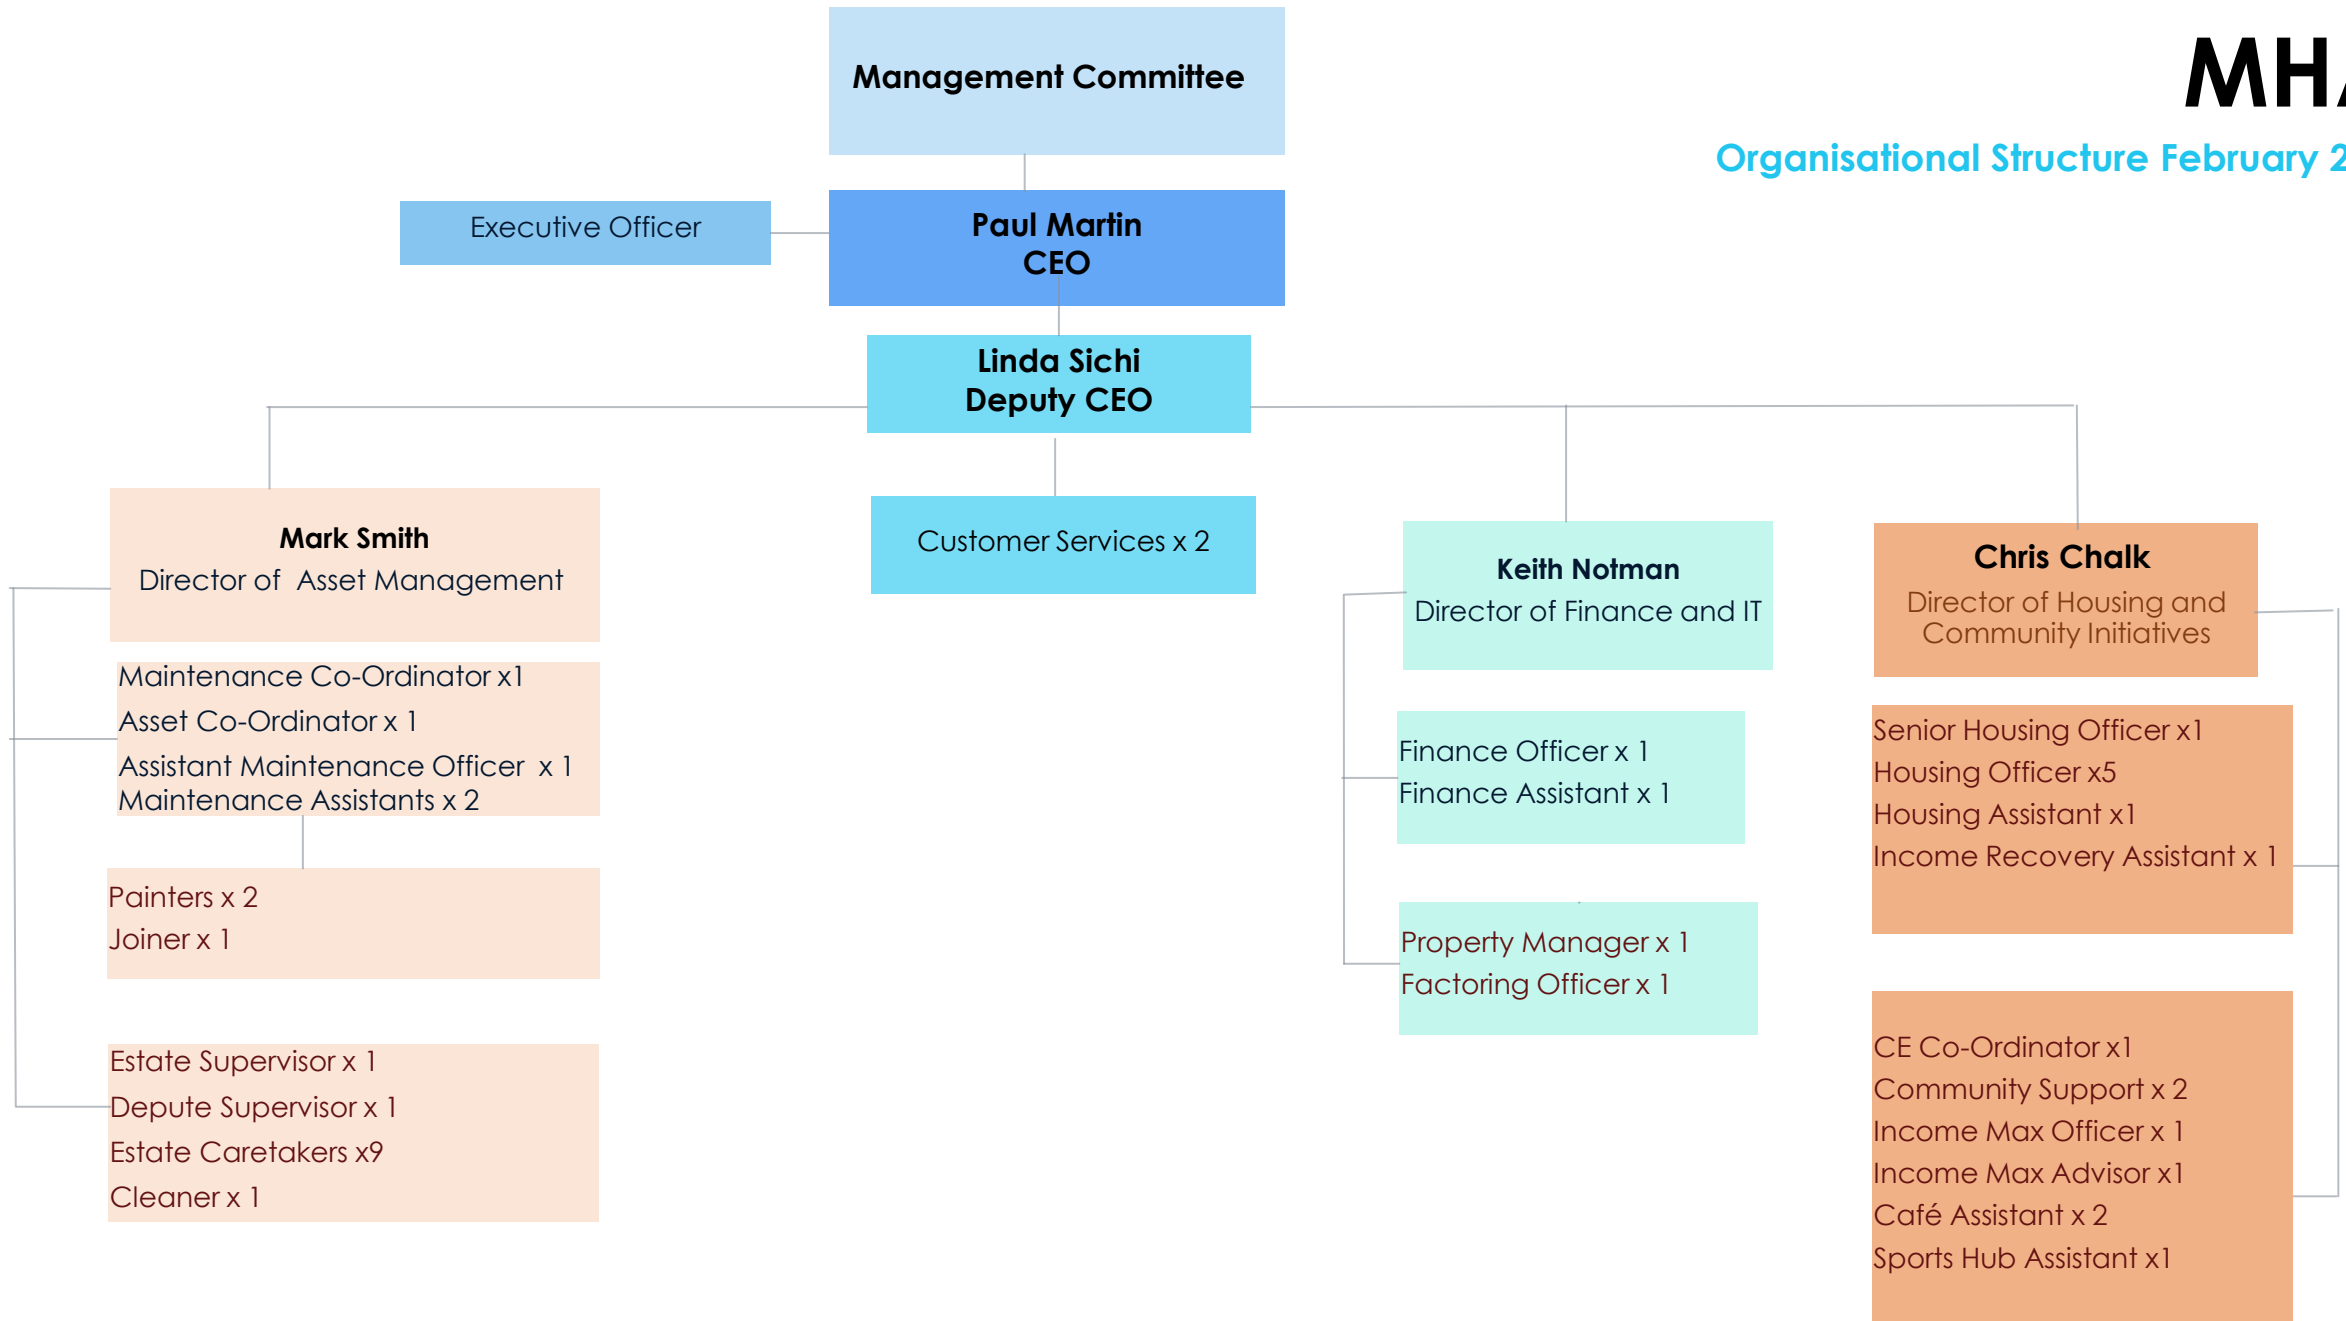 Management Committee
MHA
Organisational Structure February 2
Executive Officer
Paul Martin
CEO
Linda Sichi
Deputy CEO
Mark Smith
Director of  Asset Management
Customer Services x 2
Keith Notman
Director of Finance and IT
Chris Chalk
Director of Housing and
Community Initiatives
Maintenance Co-Ordinator x1
Asset Co-Ordinator x 1
Assistant Maintenance Officer  x 1
Maintenance Assistants x 2
Painters x 2
Joiner x 1
Estate Supervisor x 1
Depute Supervisor x 1
Estate Caretakers x9
Cleaner x 1
Finance Officer x 1
Finance Assistant x 1
Property Manager x 1
Factoring Officer x 1
Senior Housing Officer x1
Housing Officer x5
Housing Assistant x1
Income Recovery Assistant x 1
CE Co-Ordinator x1
Community Support x 2
Income Max Officer x 1
Income Max Advisor x1
Café Assistant x 2
Sports Hub Assistant x1